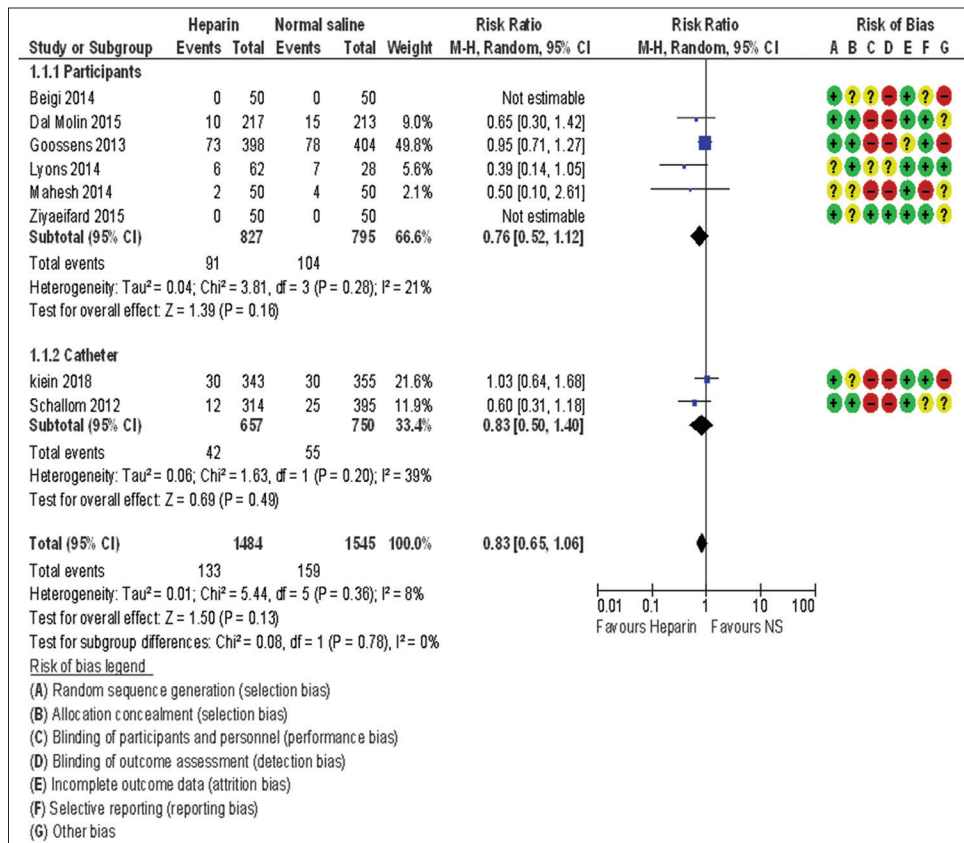 Heparin Normal saline Risk Ratio Risk Ratio Risk of Bias
Study or Subgroup Events Total Events Total Weight M-H, Random, 95% CI M-H, Random, 95% CI A B C D E F G
1.1.1 Participants
Beigi 2014 0 50 0 50 Not estimable + ? ? − + ? −
Dal Molin 2015 10 217 15 213 9.0% 0.65 [0.30, 1.42] + + − − + + ?
Goossens 2013 73 398 78 404 49.8% 0.95 [0.71, 1.27] + + − − ? + −
Lyons 2014 6 62 7 28 5.6% 0.39 [0.14, 1.05] ? + ? ? + + +
Mahesh 2014 2 50 4 50 2.1% 0.50 [0.10, 2.61] ? ? − − + − ?
Ziyaeifard 2015 0 50 0 50 Not estimable + ? + + + + ?
Subtotal (95% CI) 827 795 66.6% 0.76 [0.52, 1.12]
Total events 91 104
Heterogeneity: Tau² = 0.04; Chi² = 3.81, df = 3 (P = 0.28); I² = 21%
Test for overall effect: Z = 1.39 (P = 0.16)
1.1.2 Catheter
kiein 2018 30 343 30 355 21.6% 1.03 [0.64, 1.68] + ? − − + + −
Schallom 2012 12 314 25 395 11.9% 0.60 [0.31, 1.18] + + − − + ? ?
Subtotal (95% CI) 657 750 33.4% 0.83 [0.50, 1.40]
Total events 42 55
Heterogeneity: Tau² = 0.06; Chi² = 1.63, df = 1 (P = 0.20); I² = 39%
Test for overall effect: Z = 0.69 (P = 0.49)
Total (95% CI) 1484 1545 100.0% 0.83 [0.65, 1.06]
Total events 133 159
Heterogeneity: Tau² = 0.01; Chi² = 5.44, df = 5 (P = 0.36); I² = 8%
Test for overall effect: Z = 1.50 (P = 0.13)
Test for subgroup differences: Chi² = 0.08, df = 1 (P = 0.78), I² = 0%
0.01 0.1 1 10 100
Favours Heparin Favours NS
Risk of bias legend
(A) Random sequence generation (selection bias)
(B) Allocation concealment (selection bias)
(C) Blinding of participants and personnel (performance bias)
(D) Blinding of outcome assessment (detection bias)
(E) Incomplete outcome data (attrition bias)
(F) Selective reporting (reporting bias)
(G) Other bias